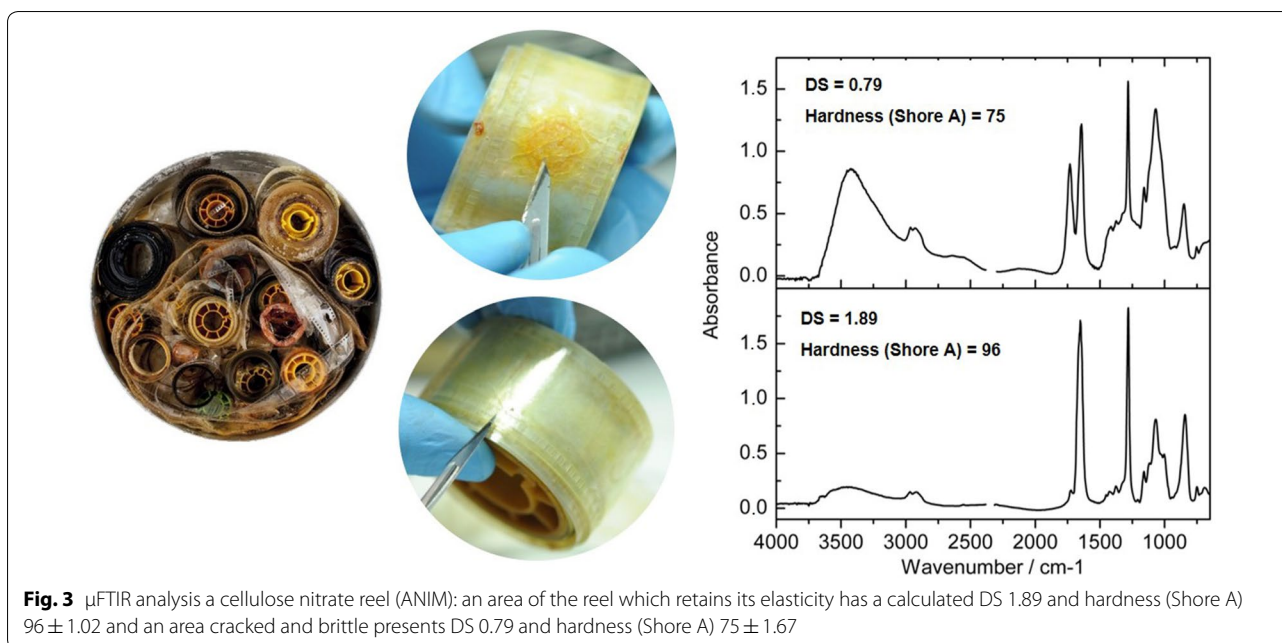 DS = 0.79
Hardness (Shore A) = 75
1.5
1.0
0.5
0.0
DS = 1.89
Hardness (Shore A) = 96
1.5
1.0
0.5
0.0
Absorbance
4000 3500 3000 2500 2000 1500 1000
Wavenumber / cm-1
Fig. 3 µFTIR analysis a cellulose nitrate reel (ANIM): an area of the reel which retains its elasticity has a calculated DS 1.89 and hardness (Shore A)
96 ± 1.02 and an area cracked and brittle presents DS 0.79 and hardness (Shore A) 75 ± 1.67